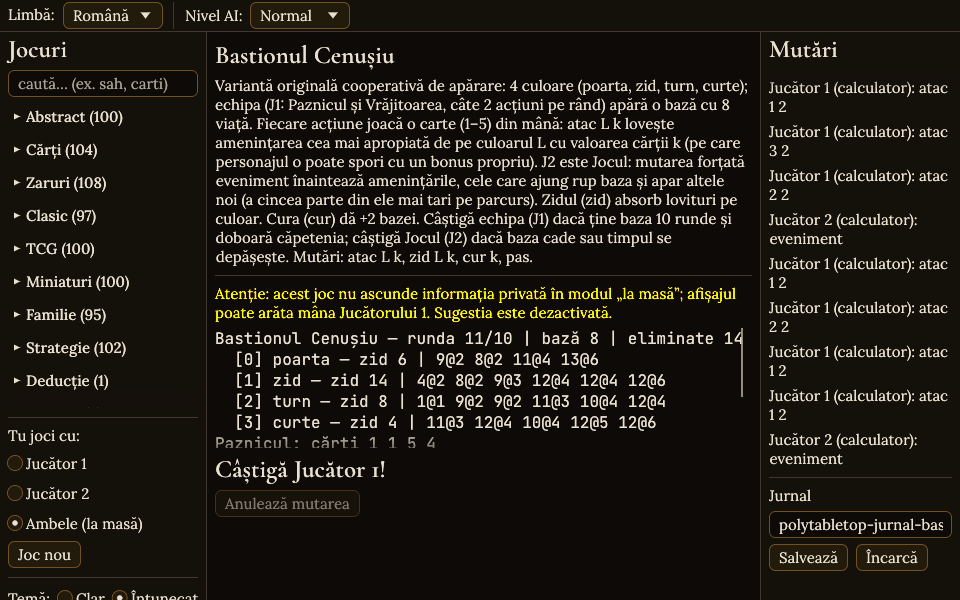 Limbă: Română ▼ Nivel AI: Normal ▼
Jocuri
caută... (ex. sah, carti)
▸ Abstract (100)
▸ Cărți (104)
▸ Zaruri (108)
▸ Clasic (97)
▸ TCG (100)
▸ Miniaturi (100)
▸ Familie (95)
▸ Strategie (102)
▸ Deducție (1)
Tu joci cu:
Jucător 1
Jucător 2
Ambele (la masă)
Joc nou
Temă: Clar Întunecat
Bastionul Cenușiu
Variantă originală cooperativă de apărare: 4 culoare (poarta, zid, turn, curte);
echipa (J1: Paznicul și Vrăjitoarea, câte 2 acțiuni pe rând) apără o bază cu 8
viață. Fiecare acțiune joacă o carte (1–5) din mână: atac L k lovește
amenințarea cea mai apropiată de pe culoarul L cu valoarea cărții k (pe care
personajul o poate spori cu un bonus propriu). J2 este Jocul: mutarea forțată
eveniment înaintează amenințările, cele care ajung rup baza și apar altele
noi (a cincea parte din ele mai tari pe parcurs). Zidul (zid) absorb lovituri pe
culoar. Cura (cur) dă +2 bazei. Câștigă echipa (J1) dacă ține baza 10 runde și
doboară căpetenia; câștigă Jocul (J2) dacă baza cade sau timpul se
depășește. Mutări: atac L k, zid L k, cur k, pas.
Atenție: acest joc nu ascunde informația privată în modul „la masă”; afișajul
poate arăta mâna Jucătorului 1. Sugestia este dezactivată.
Bastionul Cenușiu — runda 11/10 | bază 8 | eliminate 14
[0] poarta — zid 6 | 9@2 8@2 11@4 13@6
[1] zid — zid 14 | 4@2 8@2 9@3 12@4 12@4 12@6
[2] turn — zid 8 | 1@1 9@2 9@2 11@3 10@4 12@4
[3] curte — zid 4 | 11@3 12@4 10@4 12@5 12@6
Paznicul: cărți 1 1 5 4
Câștigă Jucător 1!
Anulează mutarea
Mutări
Jucător 1 (calculator): atac
1 2
Jucător 1 (calculator): atac
3 2
Jucător 1 (calculator): atac
2 2
Jucător 2 (calculator):
eveniment
Jucător 1 (calculator): atac
1 2
Jucător 1 (calculator): atac
2 2
Jucător 1 (calculator): atac
1 2
Jucător 1 (calculator): atac
1 2
Jucător 2 (calculator):
eveniment
Jurnal
polytabletop-jurnal-bas
Salvează Încarcă